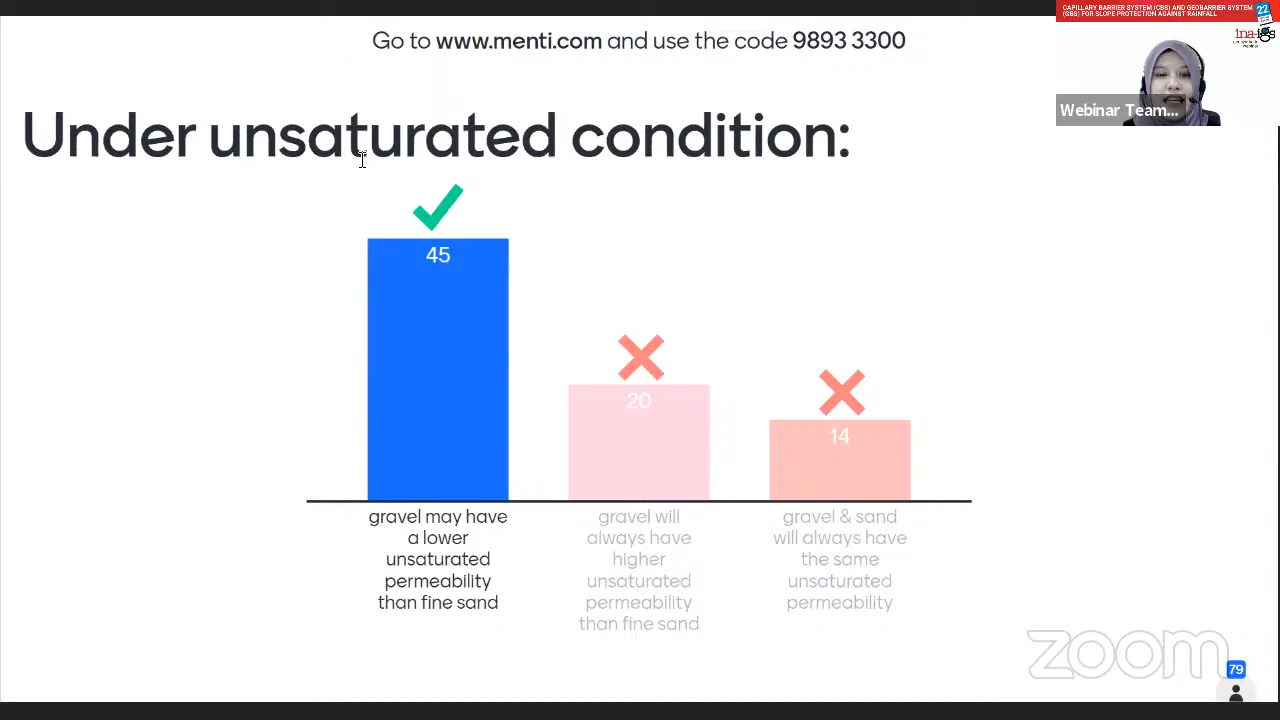 CAPILLARY BARRIER SYSTEM (CBS) AND GEOBARRIER SYSTEM
(GBS) FOR SLOPE PROTECTION AGAINST RAINFALL
22
Go to www.menti.com and use the code 9893 3300
Webinar Team...
Under unsaturated condition:
45
20
14
gravel may have
a lower
unsaturated
permeability
than fine sand
gravel will
always have
higher
unsaturated
permeability
than fine sand
gravel & sand
will always have
the same
unsaturated
permeability
zoom
79